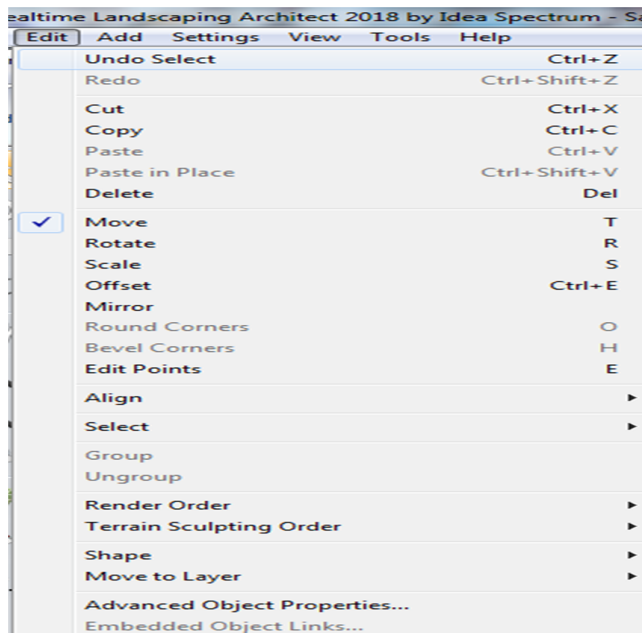 ealtime Landscaping Architect 2018 by Idea Spectrum - Sa
Edit Add Settings View Tools Help
Undo Select Ctrl+Z
Redo Ctrl+Shift+Z
Cut Ctrl+X
Copy Ctrl+C
Paste Ctrl+V
Paste in Place Ctrl+Shift+V
Delete Del
Move T
Rotate R
Scale S
Offset Ctrl+E
Mirror
Round Corners O
Bevel Corners H
Edit Points E
Align
Select
Group
Ungroup
Render Order
Terrain Sculpting Order
Shape
Move to Layer
Advanced Object Properties...
Embedded Object Links...